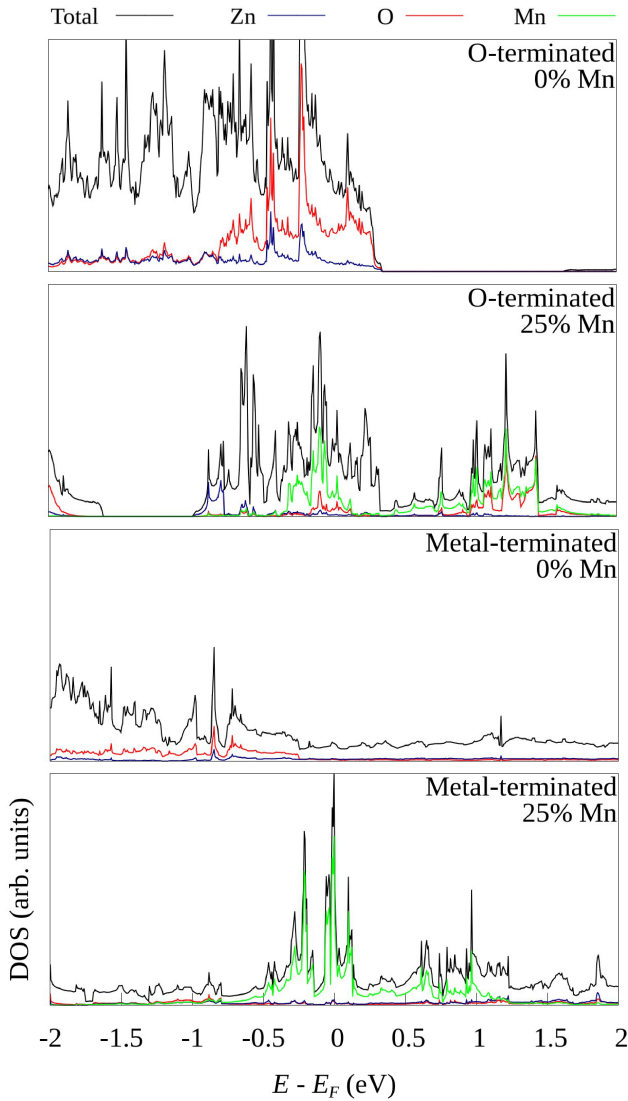 Total Zn O Mn
O-terminated
0% Mn
O-terminated
25% Mn
Metal-terminated
0% Mn
Metal-terminated
25% Mn
DOS (arb. units)
-2 -1.5 -1 -0.5 0 0.5 1 1.5 2
E - E_F (eV)